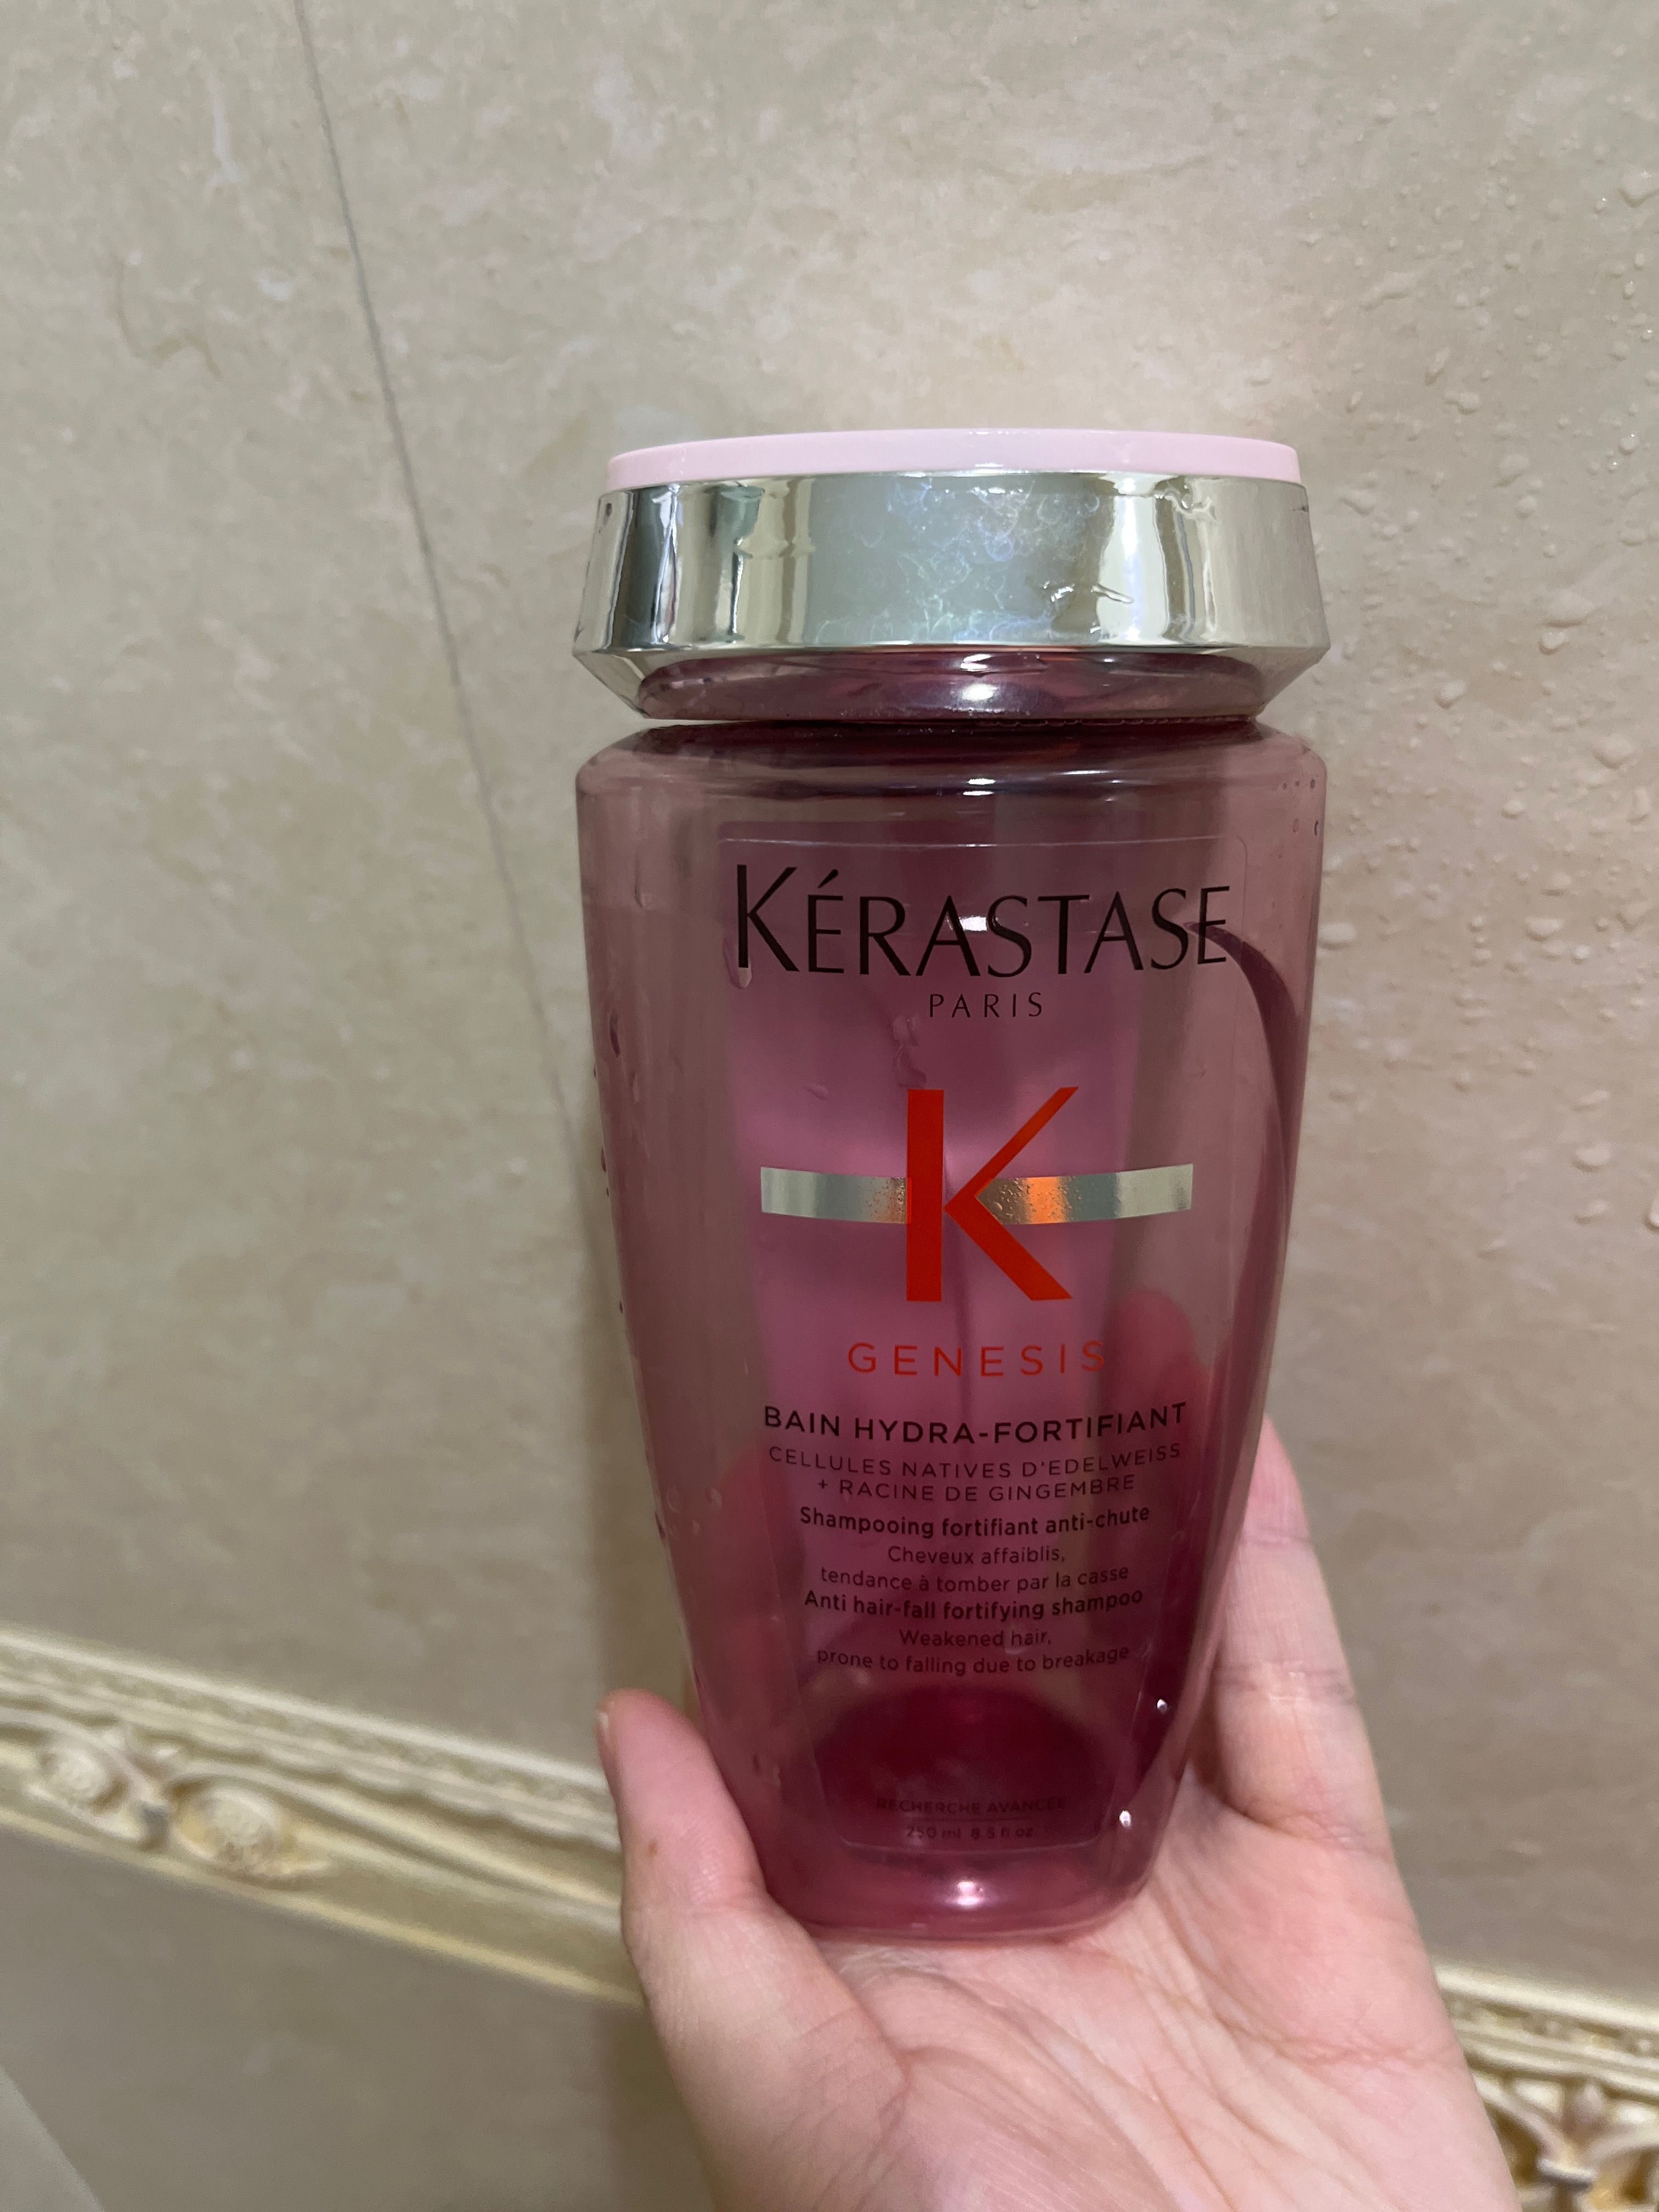 KÉRASTASE
PARIS
K
GENESIS
BAIN HYDRA-FORTIFIANT
CELLULES NATIVES D'EDELWEISS
+ RACINE DE GINGEMBRE
Shampooing fortifiant anti-chute
Cheveux affaiblis,
tendance à tomber par la casse
Anti hair-fall fortifying shampoo
Weakened hair,
prone to falling due to breakage
RECHERCHE AVANCÉE
250 ml 8.5 fl oz